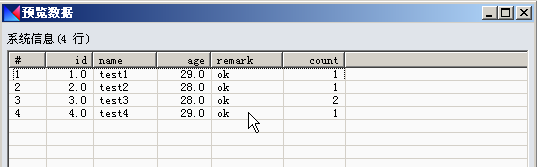 预览数据
系统信息(4 行)
# id name age remark count
1 1.0 test1 29.0 ok 1
2 2.0 test2 28.0 ok 1
3 3.0 test3 28.0 ok 2
4 4.0 test4 29.0 ok 1